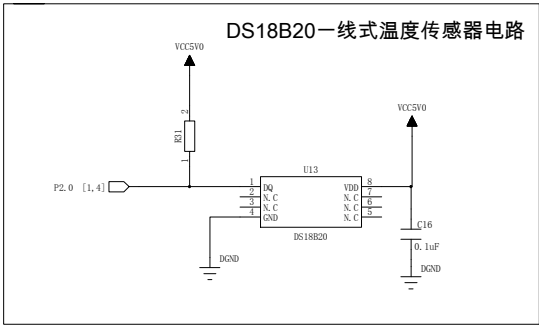 DS18B20一线式温度传感器电路
VCC5V0
VCC5V0
2
R31
1
U13
P2.0 [1,4]
1 DQ VDD 8
2 N.C N.C 7
3 N.C N.C 6
4 GND N.C 5
DS18B20
C16
0.1uF
DGND
DGND